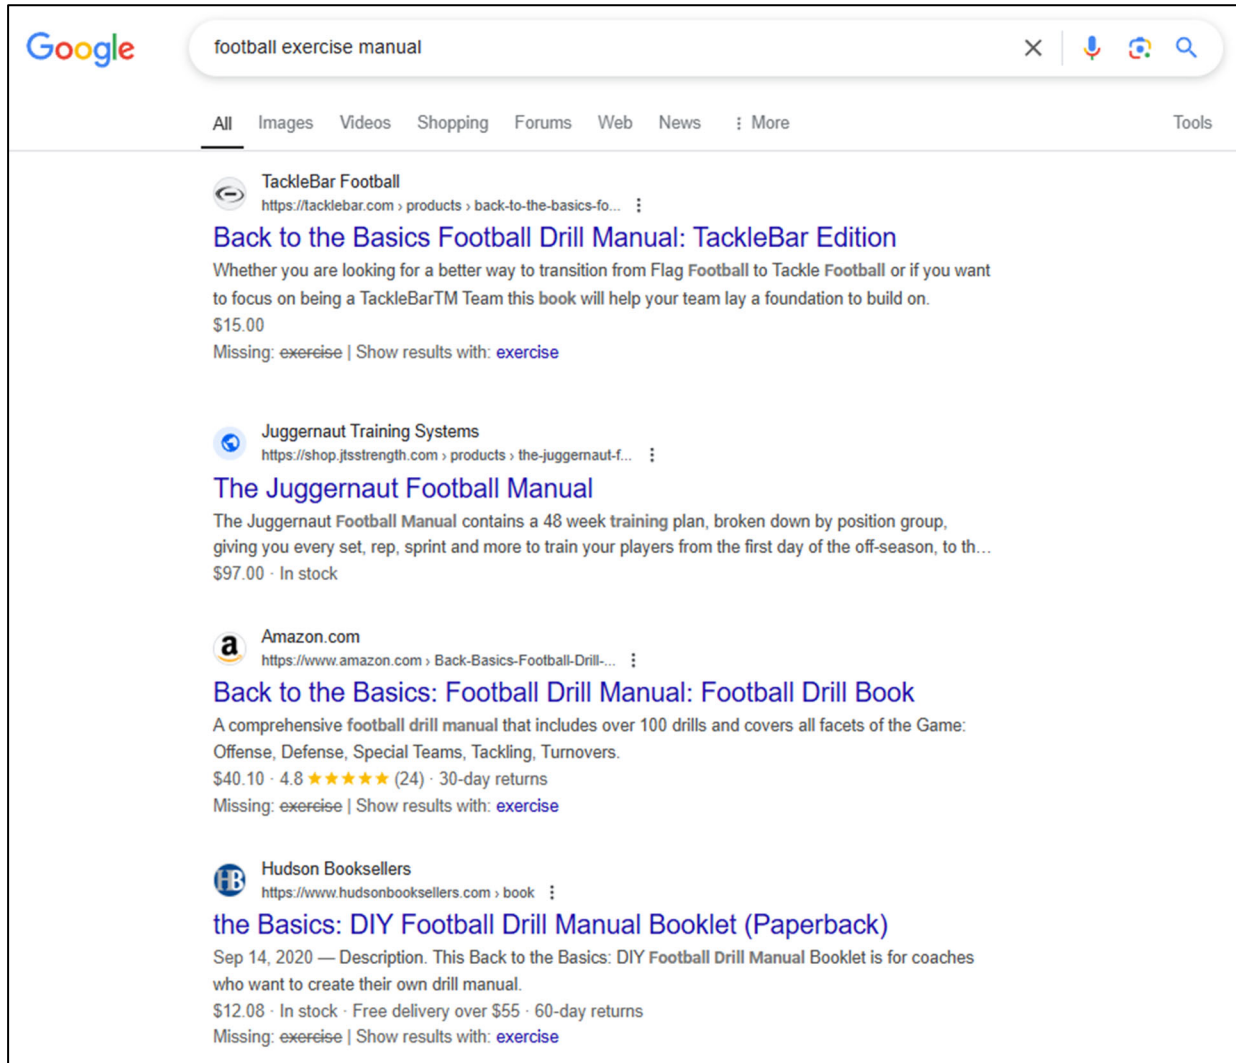 Google
football exercise manual
All Images Videos Shopping Forums Web News More Tools
TackleBar Football
https://tacklebar.com › products › back-to-the-basics-fo...
Back to the Basics Football Drill Manual: TackleBar Edition
Whether you are looking for a better way to transition from Flag Football to Tackle Football or if you want
to focus on being a TackleBarTM Team this book will help your team lay a foundation to build on.
$15.00
Missing: exercise | Show results with: exercise
Juggernaut Training Systems
https://shop.jtsstrength.com › products › the-juggernaut-f...
The Juggernaut Football Manual
The Juggernaut Football Manual contains a 48 week training plan, broken down by position group,
giving you every set, rep, sprint and more to train your players from the first day of the off-season, to th...
$97.00 · In stock
a
Amazon.com
https://www.amazon.com › Back-Basics-Football-Drill-...
Back to the Basics: Football Drill Manual: Football Drill Book
A comprehensive football drill manual that includes over 100 drills and covers all facets of the Game:
Offense, Defense, Special Teams, Tackling, Turnovers.
$40.10 · 4.8 ★★★★★ (24) · 30-day returns
Missing: exercise | Show results with: exercise
HB
Hudson Booksellers
https://www.hudsonbooksellers.com › book
the Basics: DIY Football Drill Manual Booklet (Paperback)
Sep 14, 2020 — Description. This Back to the Basics: DIY Football Drill Manual Booklet is for coaches
who want to create their own drill manual.
$12.08 · In stock · Free delivery over $55 · 60-day returns
Missing: exercise | Show results with: exercise